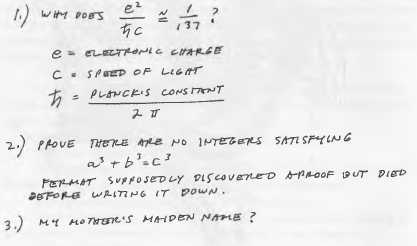 1.) WHY DOES e²/ħc ≅ 1/137 ?
e = ELECTRONIC CHARGE
C = SPEED OF LIGHT
ħ = PLANCK'S CONSTANT / 2 π
2.) PROVE THERE ARE NO INTEGERS SATISFYING
a³ + b³ = c³
FERMAT SUPPOSEDLY DISCOVERED A PROOF BUT DIED
BEFORE WRITING IT DOWN.
3.) MY MOTHER'S MAIDEN NAME ?